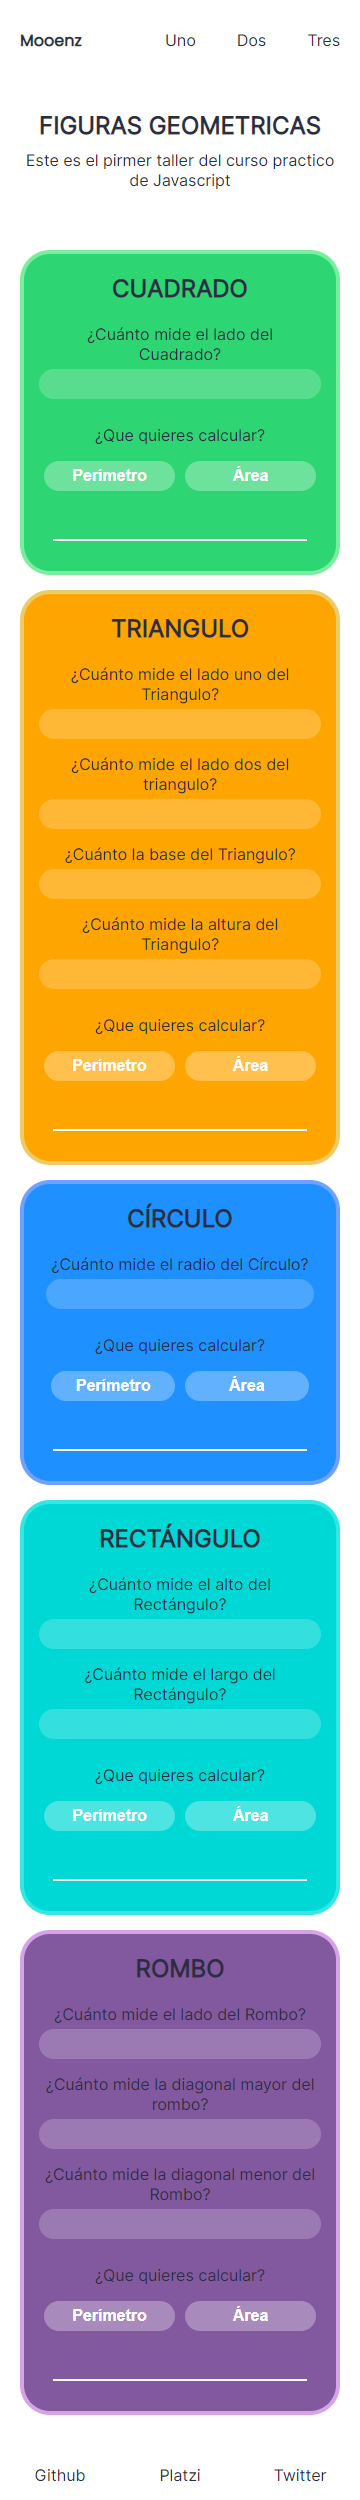 Mooenz Uno Dos Tres
FIGURAS GEOMETRICAS
Este es el pirmer taller del curso practico
de Javascript
CUADRADO
¿Cuánto mide el lado del
Cuadrado?
¿Que quieres calcular?
Perímetro Área
TRIANGULO
¿Cuánto mide el lado uno del
Triangulo?
¿Cuánto mide el lado dos del
triangulo?
¿Cuánto la base del Triangulo?
¿Cuánto mide la altura del
Triangulo?
¿Que quieres calcular?
Perímetro Área
CÍRCULO
¿Cuánto mide el radio del Círculo?
¿Que quieres calcular?
Perímetro Área
RECTÁNGULO
¿Cuánto mide el alto del
Rectángulo?
¿Cuánto mide el largo del
Rectángulo?
¿Que quieres calcular?
Perímetro Área
ROMBO
¿Cuánto mide el lado del Rombo?
¿Cuánto mide la diagonal mayor del
rombo?
¿Cuánto mide la diagonal menor del
Rombo?
¿Que quieres calcular?
Perímetro Área
Github Platzi Twitter